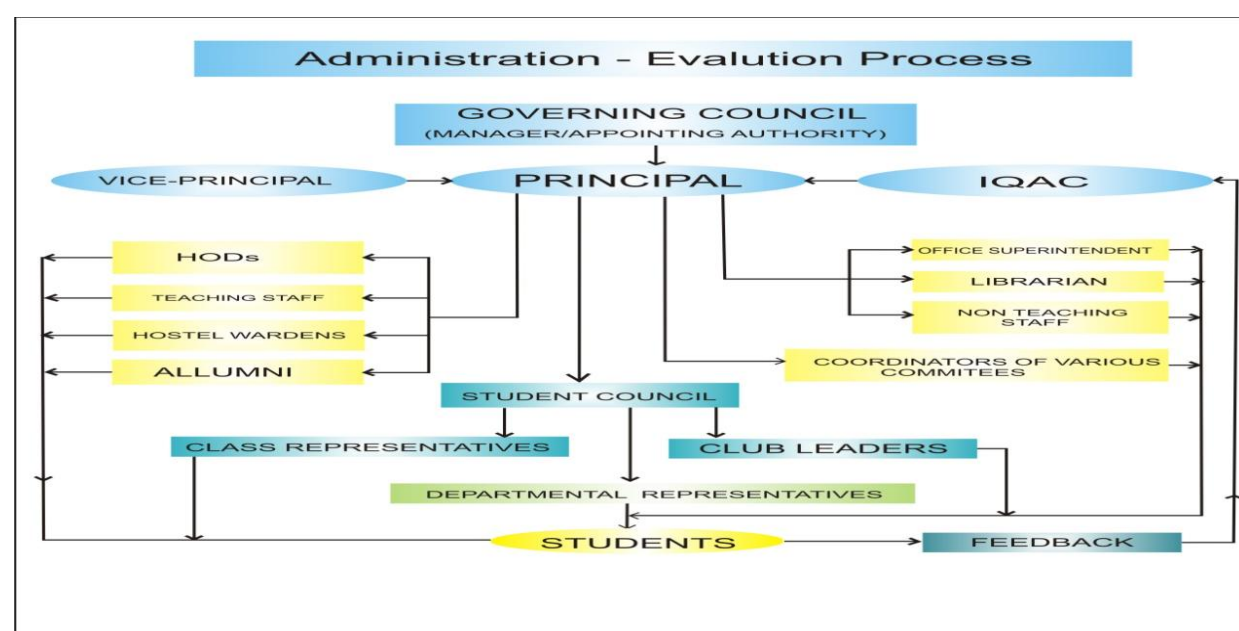 Administration - Evalution Process
GOVERNING COUNCIL
(MANAGER/APPOINTING AUTHORITY)
VICE-PRINCIPAL
PRINCIPAL
IQAC
HODs
TEACHING STAFF
HOSTEL WARDENS
ALLUMNI
OFFICE SUPERINTENDENT
LIBRARIAN
NON TEACHING
STAFF
COORDINATORS OF VARIOUS
COMMITEES
STUDENT COUNCIL
CLASS REPRESENTATIVES
CLUB LEADERS
DEPARTMENTAL REPRESENTATIVES
STUDENTS
FEEDBACK